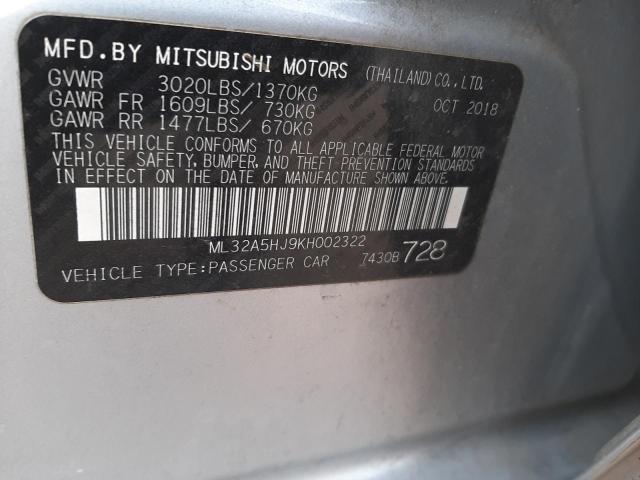 MFD.BY MITSUBISHI MOTORS (THAILAND)CO.,LTD.
GVWR 3020LBS/1370KG OCT 2018
GAWR FR 1609LBS/ 730KG
GAWR RR 1477LBS/ 670KG
THIS VEHICLE CONFORMS TO ALL APPLICABLE FEDERAL MOTOR
VEHICLE SAFETY, BUMPER, AND THEFT PREVENTION STANDARDS
IN EFFECT ON THE DATE OF MANUFACTURE SHOWN ABOVE.
ML32A5HJ9KH002322
VEHICLE TYPE:PASSENGER CAR 7430B 728